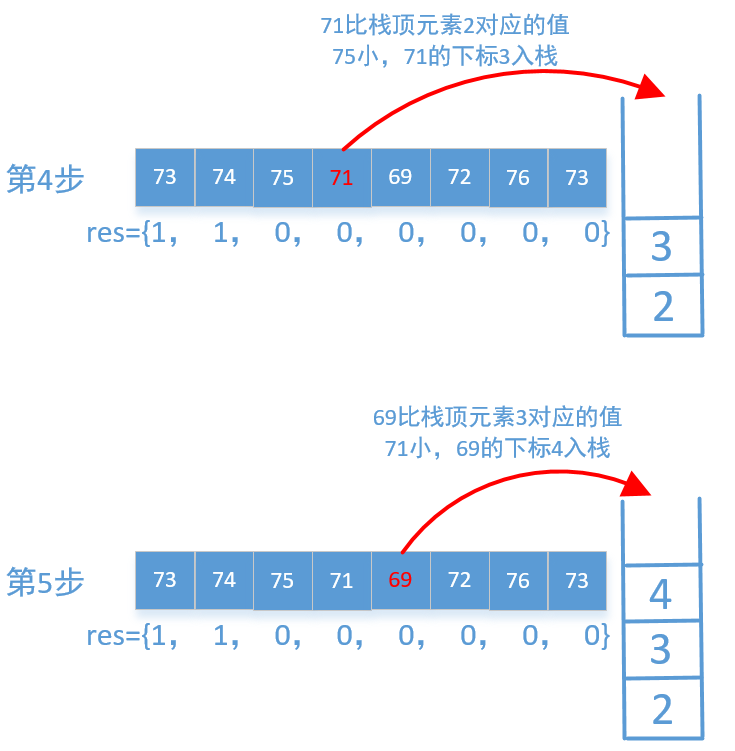 71比栈顶元素2对应的值
75小，71的下标3入栈
第4步
73 74 75 71 69 72 76 73
res={1, 1, 0, 0, 0, 0, 0, 0}
3
2
69比栈顶元素3对应的值
71小，69的下标4入栈
第5步
73 74 75 71 69 72 76 73
res={1, 1, 0, 0, 0, 0, 0, 0}
4
3
2